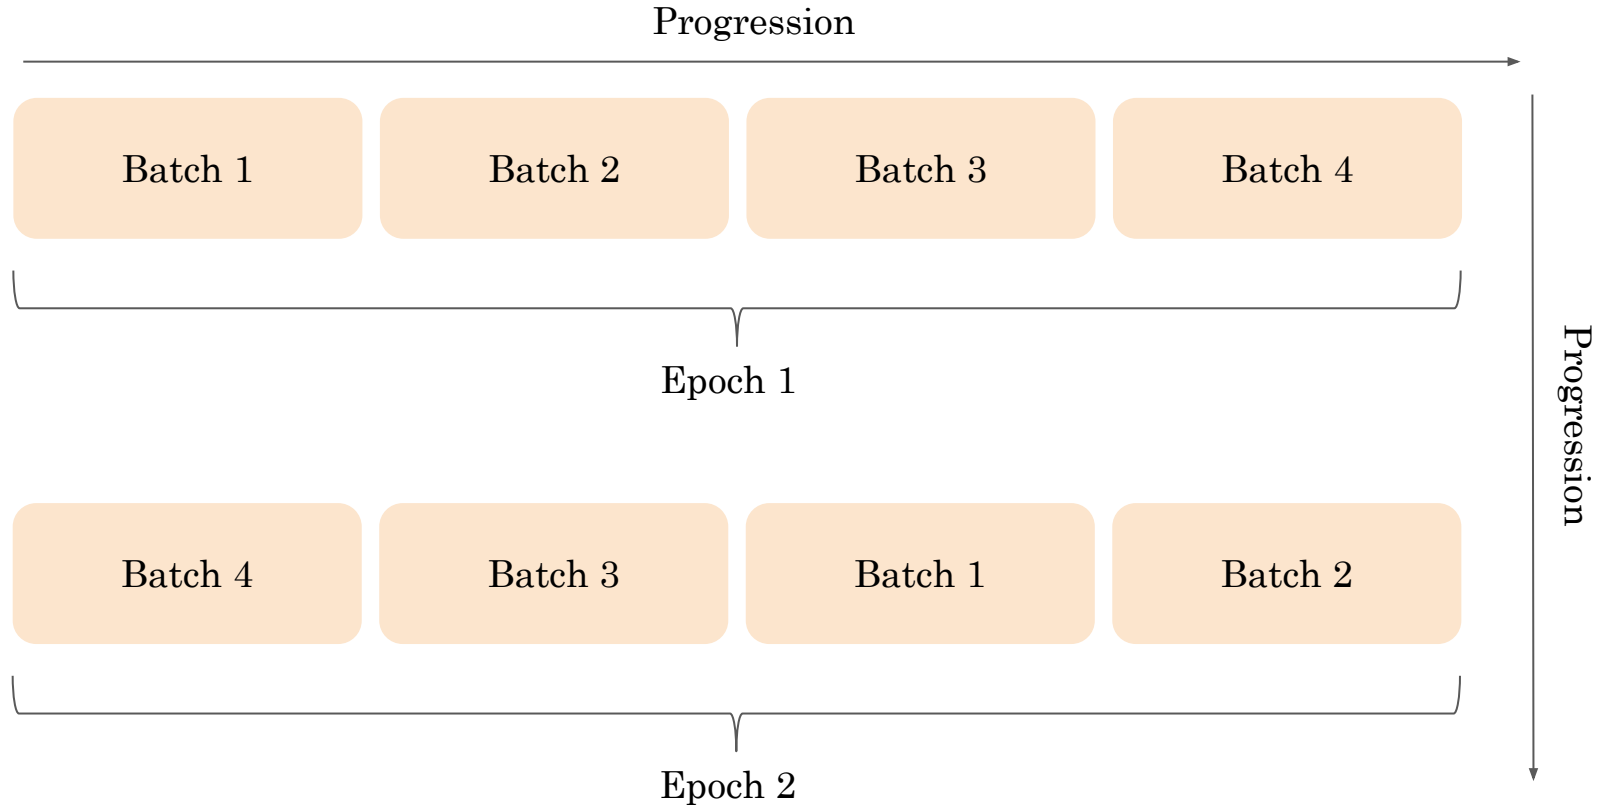 Progression
Batch 1
Batch 2
Batch 3
Batch 4
Epoch 1
Progression
Batch 4
Batch 3
Batch 1
Batch 2
Epoch 2